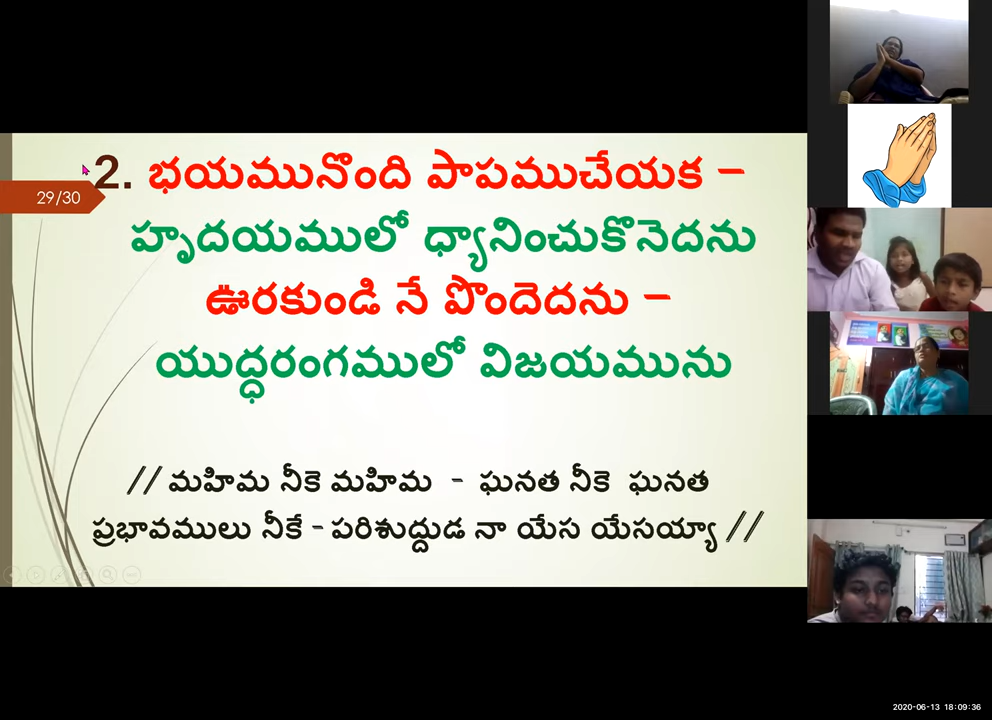 2. భయమునొంది పాపముచేయక –
29/30
హృదయములో ధ్యానించుకొనెదను
ఊరకుండి నే పొందెదను –
యుద్ధరంగములో విజయమును
// మహిమ నీకె మహిమ - ఘనత నీకె ఘనత
ప్రభావములు నీకే - పరిశుద్దుడ నా యేస యేసయ్యా //
2020-06-13 18:09:36